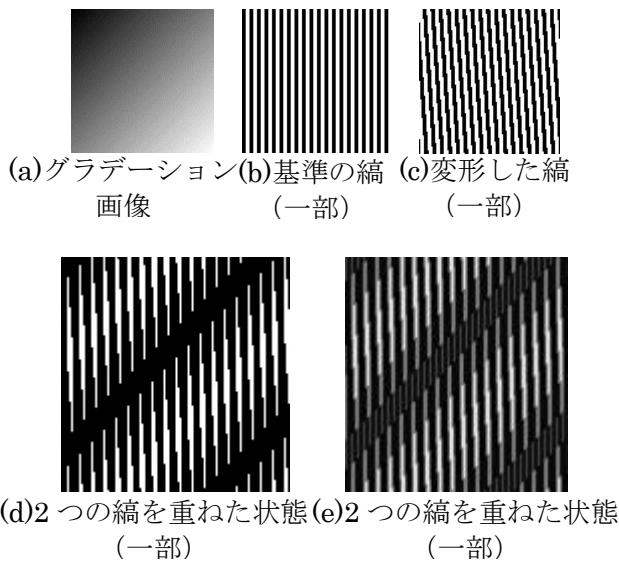 (a)グラデーション画像
(b)基準の縞（一部）
(c)変形した縞（一部）
(d)2 つの縞を重ねた状態（一部）
(e)2 つの縞を重ねた状態（一部）